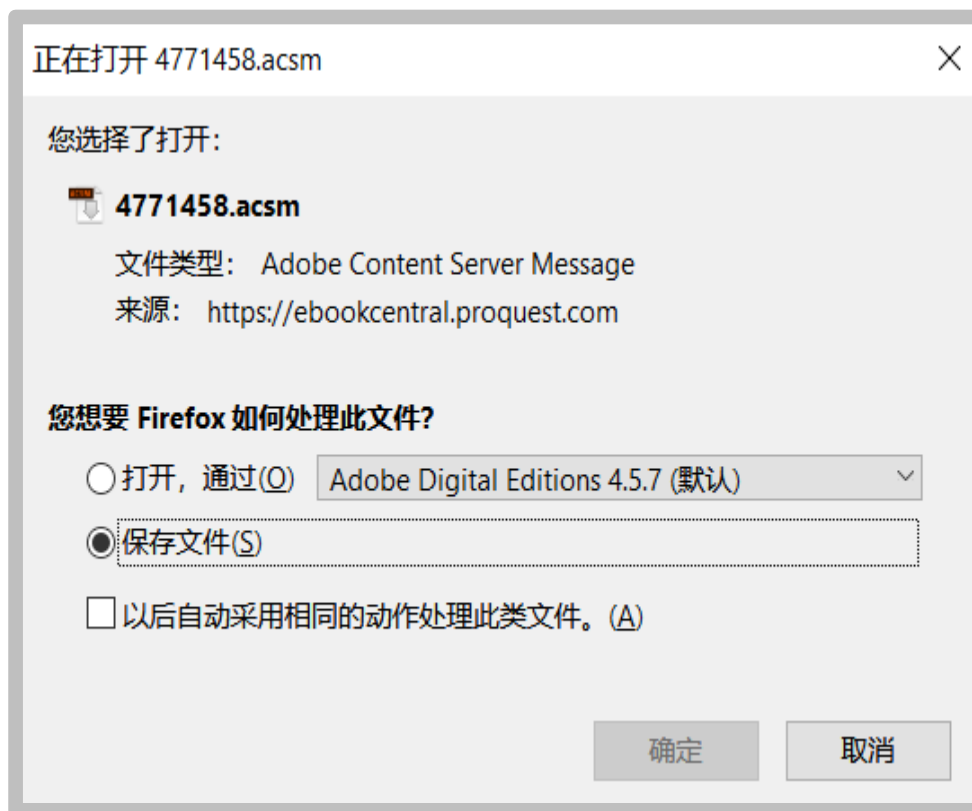 正在打开 4771458.acsm
您选择了打开：
ACSM
4771458.acsm
文件类型： Adobe Content Server Message
来源： https://ebookcentral.proquest.com
您想要 Firefox 如何处理此文件？
打开，通过(O) Adobe Digital Editions 4.5.7 (默认)
保存文件(S)
以后自动采用相同的动作处理此类文件。(A)
确定 取消